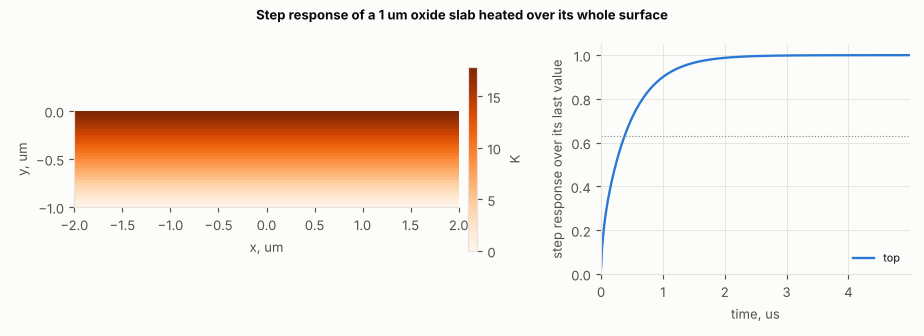 Step response of a 1 um oxide slab heated over its whole surface
y, um
0.0
−0.5
−1.0
−2.0 −1.5 −1.0 −0.5 0.0 0.5 1.0 1.5 2.0
x, um
15
10
5
0
K
step response over its last value
1.0
0.8
0.6
0.4
0.2
0.0
0 1 2 3 4
time, us
top